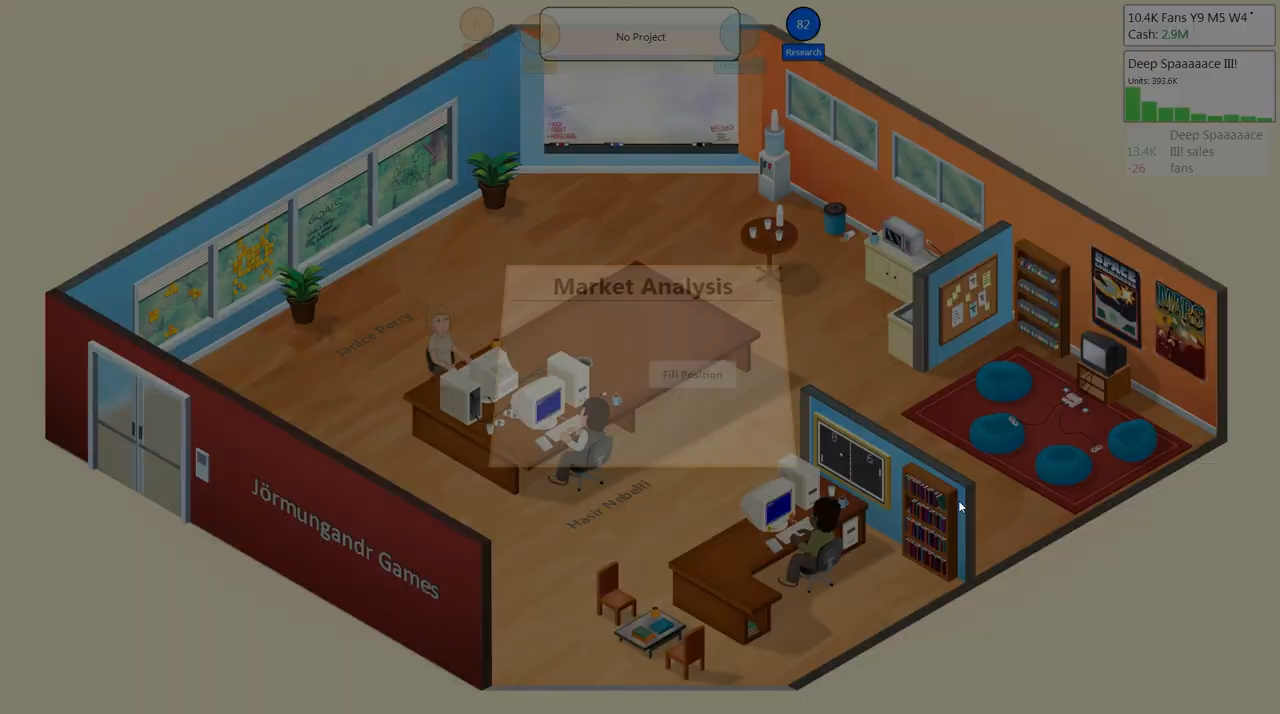 No Project
82
Research
10.4K Fans Y9 M5 W4
Cash: 2.9M
Deep Spaaaaace III!
Units: 393.6K
Deep Spaaaaace
13.4K III! sales
-26 fans
GOALS
SPACE
MARS
Market Analysis
Janice Perry
Fill Position
Hasir Nebelli
Jörmungandr Games